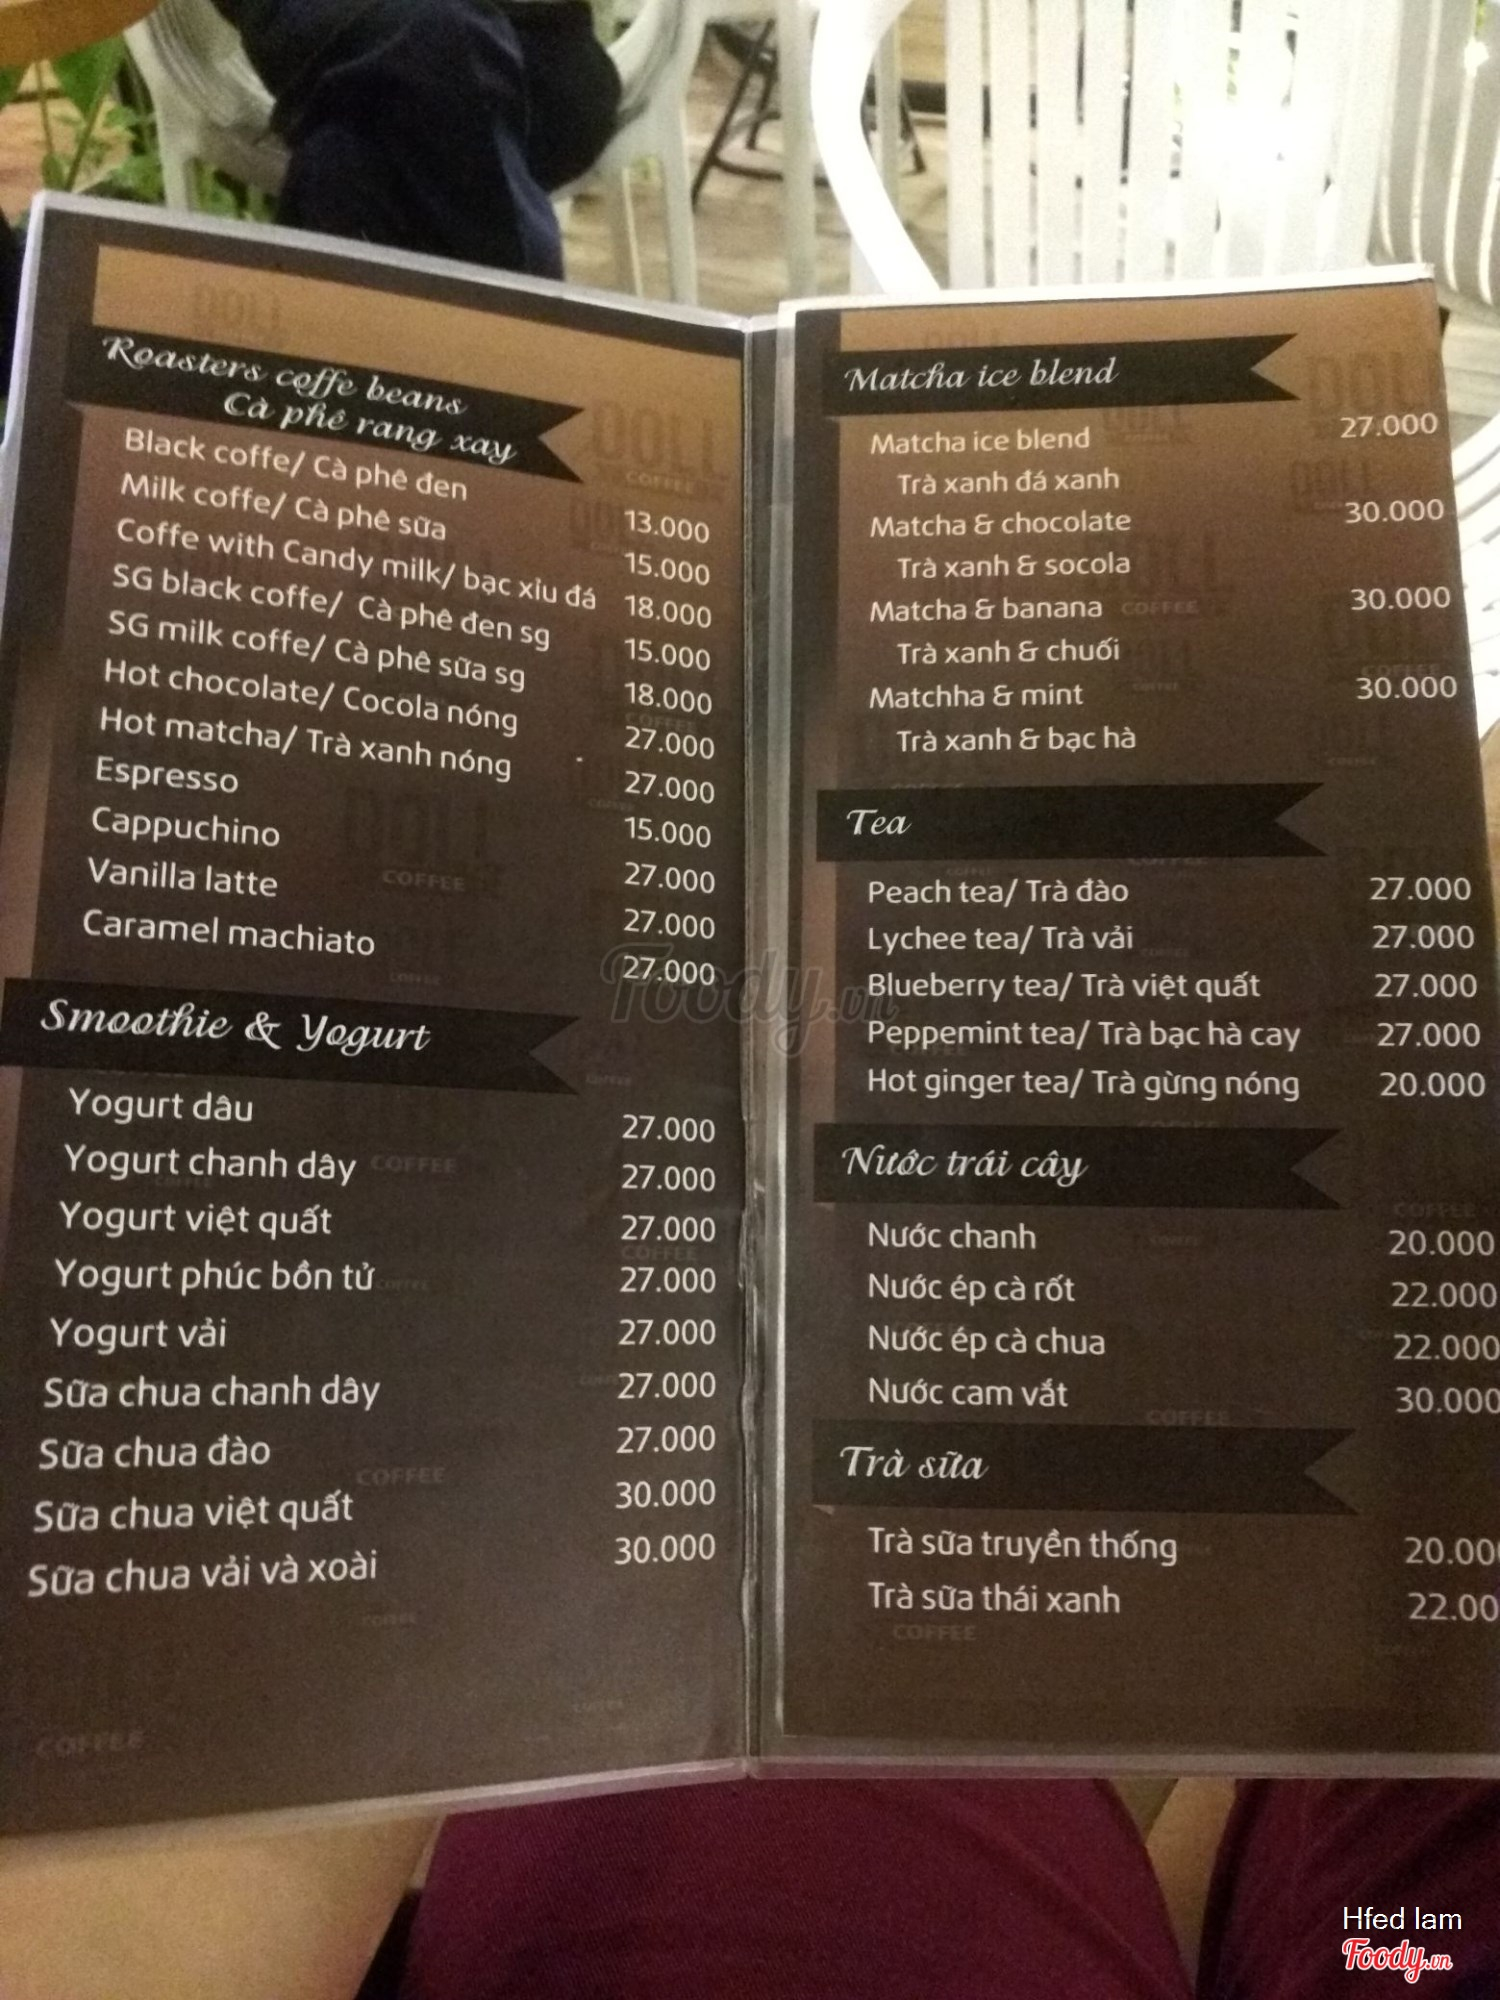 Roasters coffe beans
Cà phê rang xay
Black coffe/ Cà phê đen 13.000
Milk coffe/ Cà phê sữa 15.000
Coffe with Candy milk/ bạc xỉu đá 18.000
SG black coffe/ Cà phê đen sg 15.000
SG milk coffe/ Cà phê sữa sg 18.000
Hot chocolate/ Cocola nóng 27.000
Hot matcha/ Trà xanh nóng 27.000
Espresso 15.000
Cappuchino 27.000
Vanilla latte 27.000
Caramel machiato 27.000
Smoothie & Yogurt
Yogurt dâu 27.000
Yogurt chanh dây 27.000
Yogurt việt quất 27.000
Yogurt phúc bồn tử 27.000
Yogurt vải 27.000
Sữa chua chanh dây 27.000
Sữa chua đào 27.000
Sữa chua việt quất 30.000
Sữa chua vải và xoài 30.000
Matcha ice blend
Matcha ice blend 27.000
Trà xanh đá xanh
Matcha & chocolate 30.000
Trà xanh & socola
Matcha & banana 30.000
Trà xanh & chuối
Matchha & mint 30.000
Trà xanh & bạc hà
Tea
Peach tea/ Trà đào 27.000
Lychee tea/ Trà vải 27.000
Blueberry tea/ Trà việt quất 27.000
Peppemint tea/ Trà bạc hà cay 27.000
Hot ginger tea/ Trà gừng nóng 20.000
Nước trái cây
Nước chanh 20.000
Nước ép cà rốt 22.000
Nước ép cà chua 22.000
Nước cam vắt 30.000
Trà sữa
Trà sữa truyền thống 20.00
Trà sữa thái xanh 22.00
Foody.vn
Hfed lam
Foody.vn